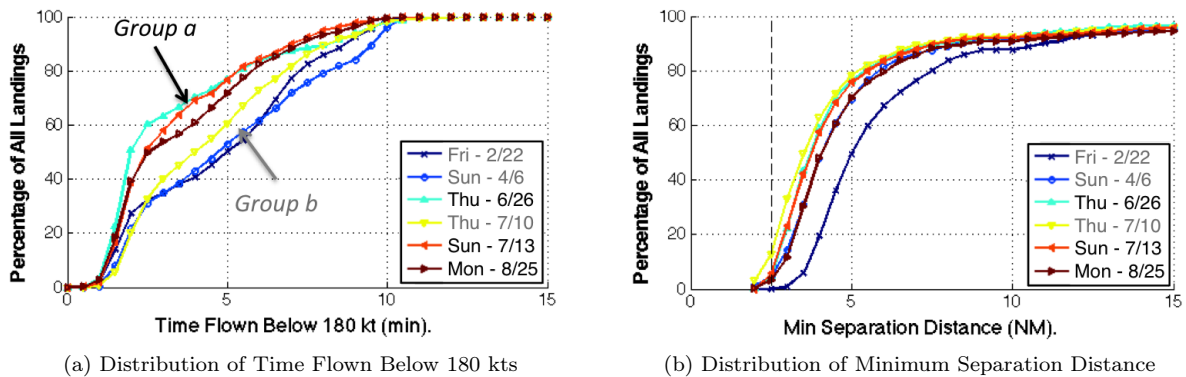 Group a
Group b
Percentage of All Landings
100
80
60
40
20
0
0
5
10
15
Time Flown Below 180 kt (min).
Fri - 2/22
Sun - 4/6
Thu - 6/26
Thu - 7/10
Sun - 7/13
Mon - 8/25
(a) Distribution of Time Flown Below 180 kts
Percentage of All Landings
100
80
60
40
20
0
0
5
10
15
Min Separation Distance (NM).
Fri - 2/22
Sun - 4/6
Thu - 6/26
Thu - 7/10
Sun - 7/13
Mon - 8/25
(b) Distribution of Minimum Separation Distance